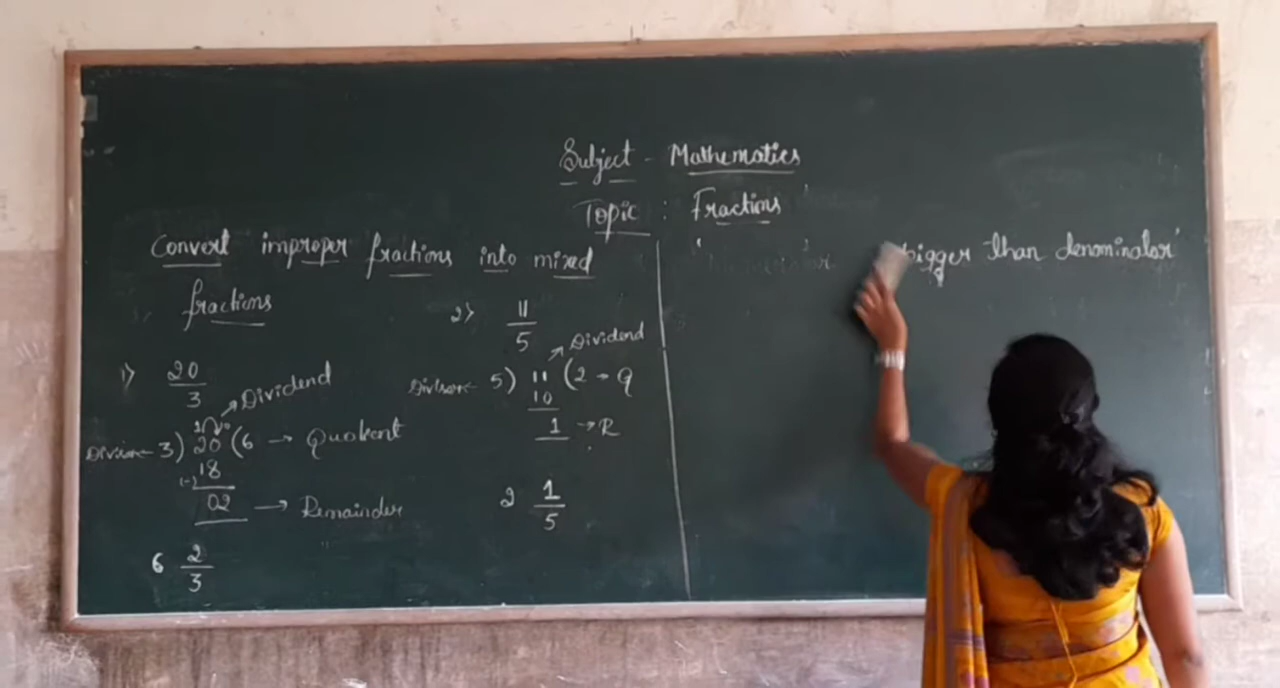 Subject - Mathematics
Topic : Fractions
Convert improper fractions into mixed
fractions
1) 20/3
Dividend
3) 20 (6 → Quotient
(-) 18
02 → Remainder
6 2/3
2) 11/5
Dividend
5) 11 (2 → Q
10
1 → R
2 1/5
bigger than denominator'